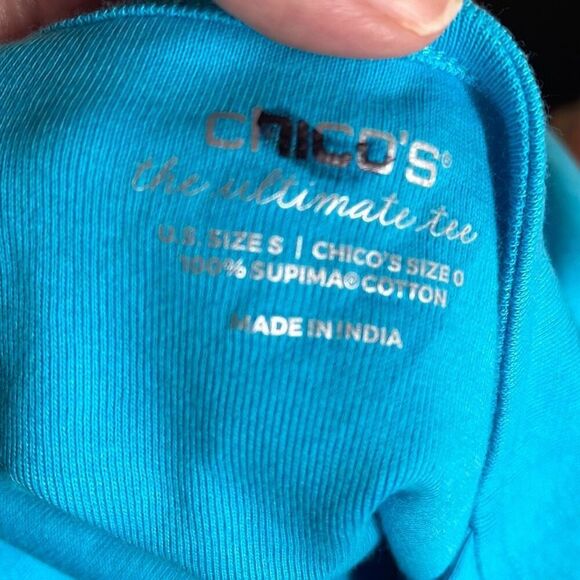 cHICO'S®
the ultimate tee
U.S. SIZE S | CHICO'S SIZE 0
100% SUPIMA® COTTON
MADE IN INDIA